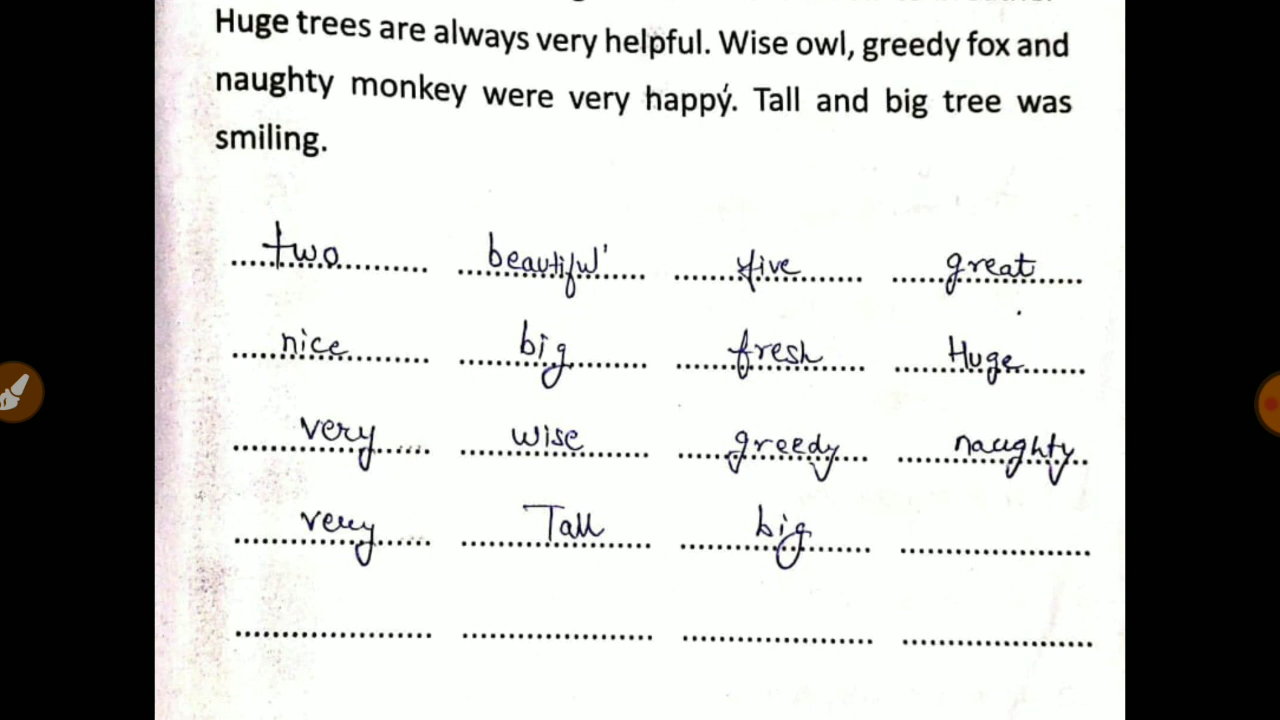 Huge trees are always very helpful. Wise owl, greedy fox and
naughty monkey were very happy. Tall and big tree was
smiling.
two beautiful five great
nice big fresh Huge
very wise greedy naughty
very Tall big